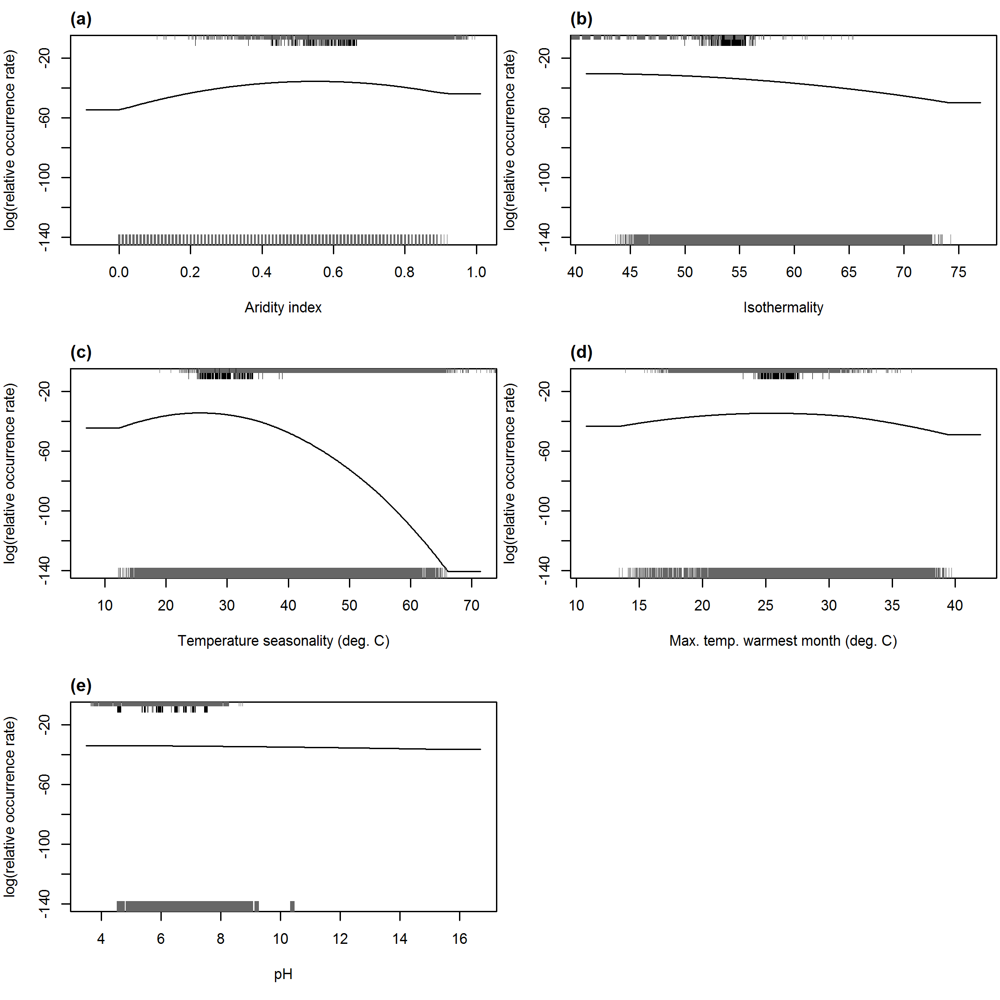 (a)
log(relative occurrence rate)
-20
-60
-100
-140
0.0 0.2 0.4 0.6 0.8 1.0
Aridity index
(b)
log(relative occurrence rate)
-20
-60
-100
-140
40 45 50 55 60 65 70 75
Isothermality
(c)
log(relative occurrence rate)
-20
-60
-100
-140
10 20 30 40 50 60 70
Temperature seasonality (deg. C)
(d)
log(relative occurrence rate)
-20
-60
-100
-140
10 15 20 25 30 35 40
Max. temp. warmest month (deg. C)
(e)
log(relative occurrence rate)
-20
-60
-100
-140
4 6 8 10 12 14 16
pH